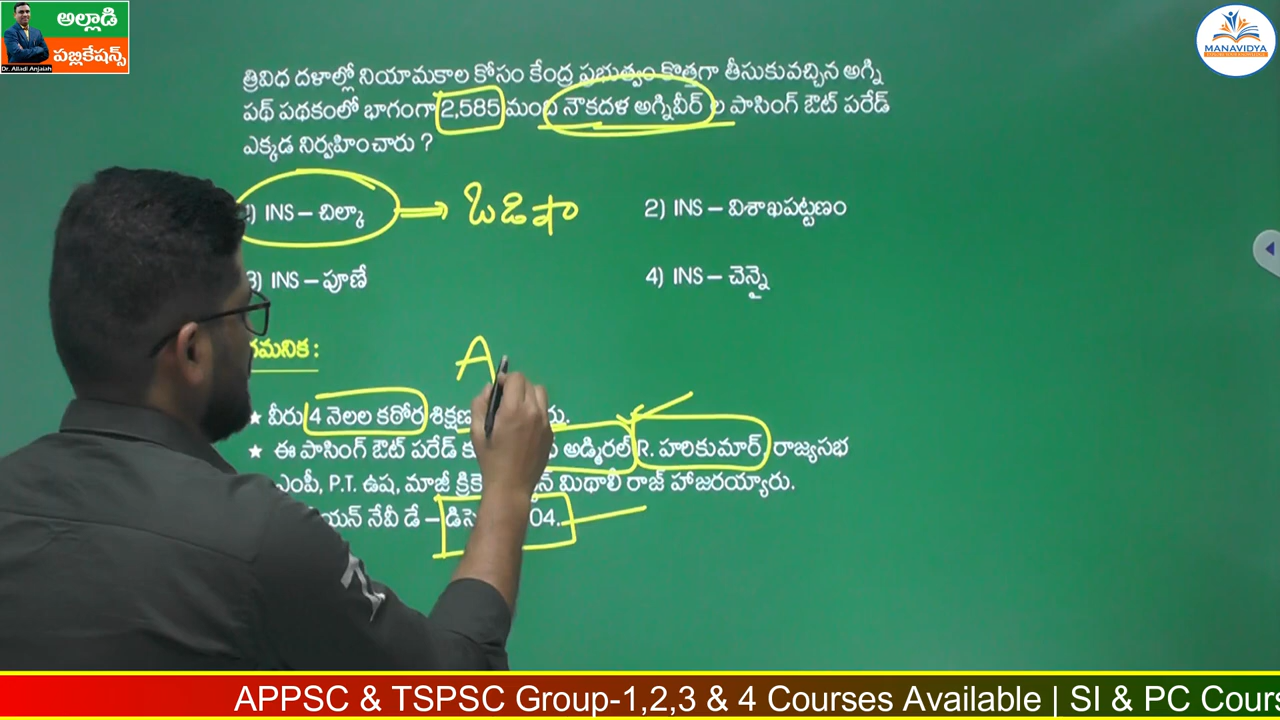 అల్లాడి
పబ్లికేషన్స్
Dr. Alladi Anjaiah
MANAVIDYA
త్రివిధ దళాల్లో నియామకాల కోసం కేంద్ర ప్రభుత్వం కొత్తగా తీసుకువచ్చిన అగ్ని
పథ్ పథకంలో భాగంగా 2,585 మంది నౌకదళ అగ్నివీర్ ల పాసింగ్ ఔట్ పరేడ్
ఎక్కడ నిర్వహించారు ?
1) INS – చిల్కా ⇒ ఒడిషా
2) INS – విశాఖపట్టణం
3) INS – పూణే
4) INS – చెన్నై
గమనిక :
A
★ వీరు 4 నెలల కఠోర శిక్షణ
★ ఈ పాసింగ్ ఔట్ పరేడ్ అడ్మిరల్ R. హరికుమార్, రాజ్యసభ
ఎంపీ, P.T. ఉష, మాజీ మిథాలీ రాజ్ హాజరయ్యారు.
నేవీ డే – 04.
APPSC & TSPSC Group-1,2,3 & 4 Courses Available | SI & PC Cours